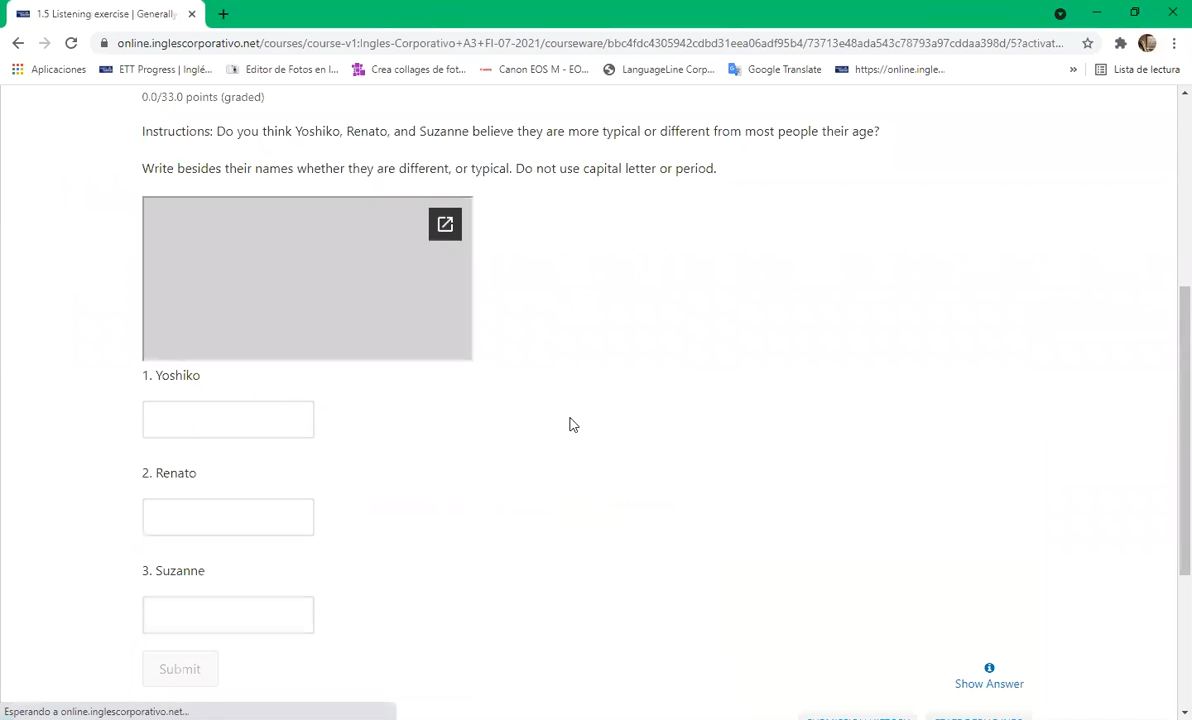 1.5 Listening exercise | Generally
online.inglescorporativo.net/courses/course-v1:Ingles-Corporativo+A3+FI-07-2021/courseware/bbc4fdc4305942cdbd31eea06adf95b4/73713e48ada543c78793a97cddaa398d/5?activat...
Aplicaciones ETT Progress | Inglé... Editor de Fotos en l... Crea collages de fot... Canon EOS M - EO... LanguageLine Corp... Google Translate https://online.ingle... » Lista de lectura
0.0/33.0 points (graded)
Instructions: Do you think Yoshiko, Renato, and Suzanne believe they are more typical or different from most people their age?
Write besides their names whether they are different, or typical. Do not use capital letter or period.
1. Yoshiko
2. Renato
3. Suzanne
Submit
Show Answer
Esperando a online.inglescorporativo.net...